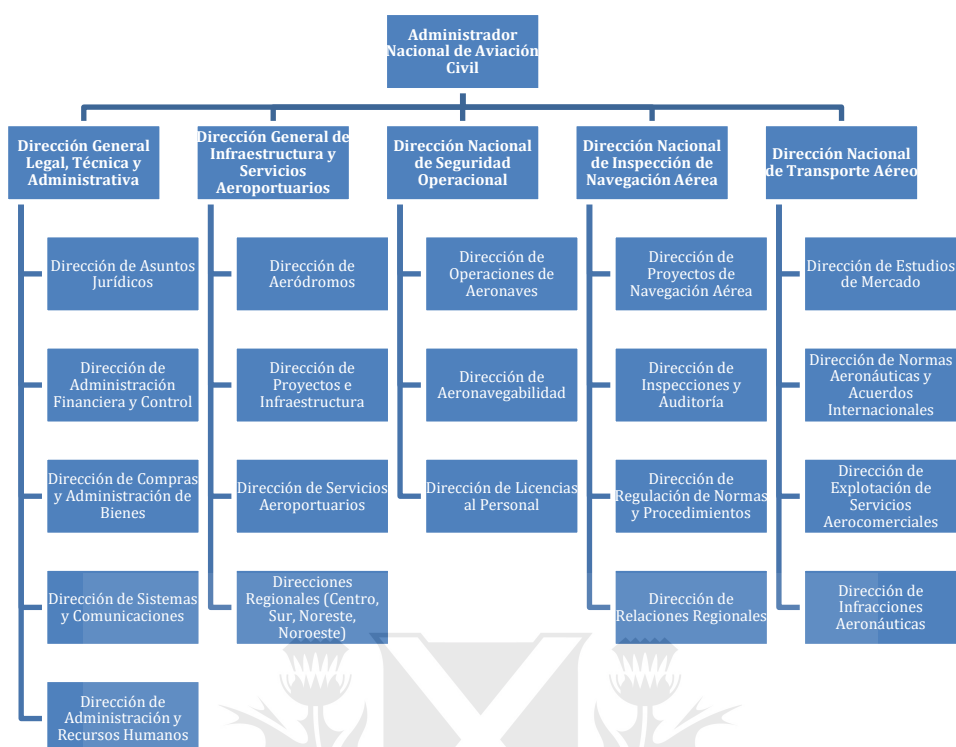 Administrador
Nacional de Aviación
Civil
Dirección General
Legal, Técnica y
Administrativa
Dirección General de
Infraestructura y
Servicios
Aeroportuarios
Dirección Nacional
de Seguridad
Operacional
Dirección Nacional
de Inspección de
Navegación Aérea
Dirección Nacional
de Transporte Aéreo
Dirección de Asuntos
Jurídicos
Dirección de
Administración
Financiera y Control
Dirección de Compras
y Administración de
Bienes
Dirección de Sistemas
y Comunicaciones
Dirección de
Administración y
Recursos Humanos
Dirección de
Aeródromos
Dirección de
Proyectos e
Infraestructura
Dirección de Servicios
Aeroportuarios
Direcciones
Regionales (Centro,
Sur, Noreste,
Noroeste)
Dirección de
Operaciones de
Aeronaves
Dirección de
Aeronavegabilidad
Dirección de Licencias
al Personal
Dirección de
Proyectos de
Navegación Aérea
Dirección de
Inspecciones y
Auditoría
Dirección de
Regulación de Normas
y Procedimientos
Dirección de
Relaciones Regionales
Dirección de Estudios
de Mercado
Dirección de Normas
Aeronáuticas y
Acuerdos
Internacionales
Dirección de
Explotación de
Servicios
Aerocomerciales
Dirección de
Infracciones
Aeronáuticas